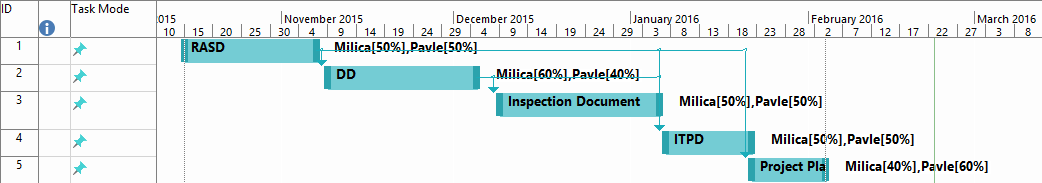 ID Task Mode 2015 November 2015 December 2015 January 2016 February 2016 March 2016
10 15 20 25 30 4 9 14 19 24 29 4 9 14 19 24 29 3 8 13 18 23 28 2 7 12 17 22 27 3 8
1 RASD Milica[50%],Pavle[50%]
2 DD Milica[60%],Pavle[40%]
3 Inspection Document Milica[50%],Pavle[50%]
4 ITPD Milica[50%],Pavle[50%]
5 Project Pla Milica[40%],Pavle[60%]